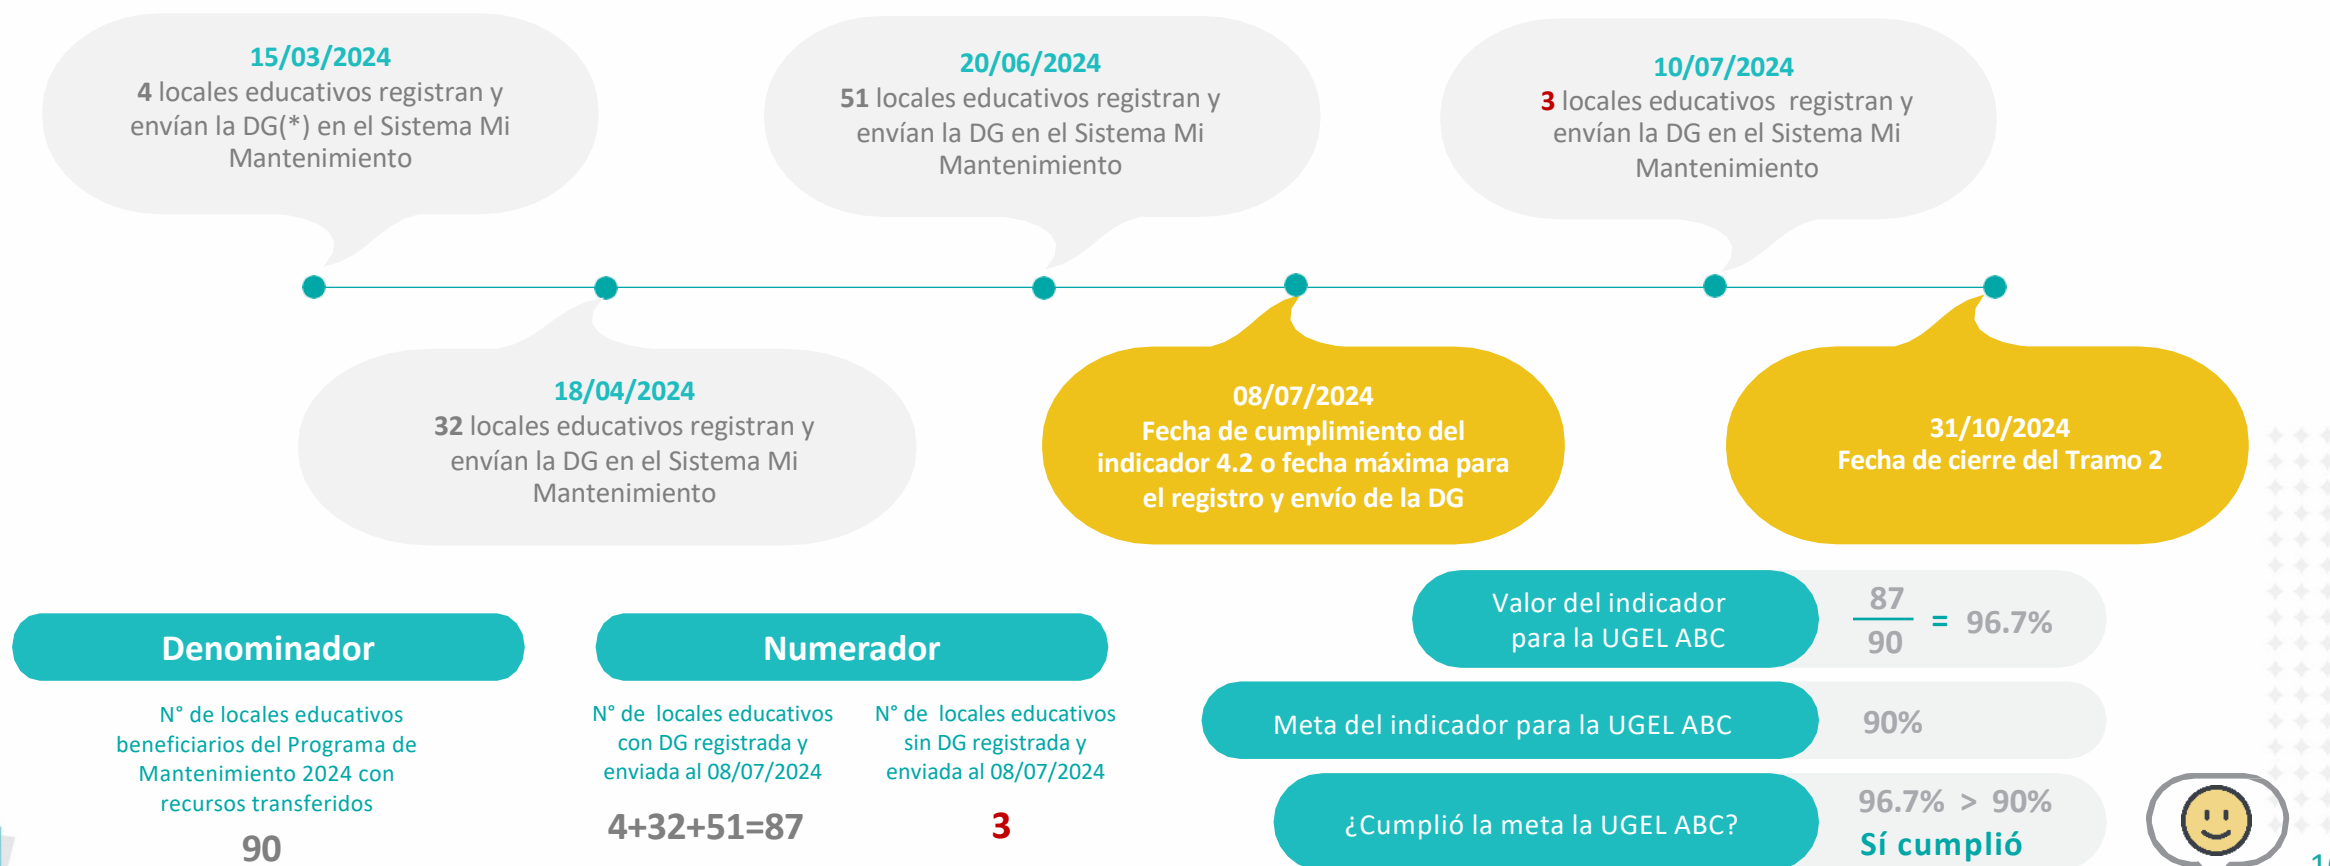 15/03/2024
4 locales educativos registran y
envían la DG(*) en el Sistema Mi
Mantenimiento
20/06/2024
51 locales educativos registran y
envían la DG en el Sistema Mi
Mantenimiento
10/07/2024
3 locales educativos registran y
envían la DG en el Sistema Mi
Mantenimiento
18/04/2024
32 locales educativos registran y
envían la DG en el Sistema Mi
Mantenimiento
08/07/2024
Fecha de cumplimiento del
indicador 4.2 o fecha máxima para
el registro y envío de la DG
31/10/2024
Fecha de cierre del Tramo 2
Denominador
N° de locales educativos
beneficiarios del Programa de
Mantenimiento 2024 con
recursos transferidos
90
Numerador
N° de locales educativos
con DG registrada y
enviada al 08/07/2024
4+32+51=87
N° de locales educativos
sin DG registrada y
enviada al 08/07/2024
3
Valor del indicador
para la UGEL ABC
87
90
= 96.7%
Meta del indicador para la UGEL ABC
90%
¿Cumplió la meta la UGEL ABC?
96.7% > 90%
Sí cumplió